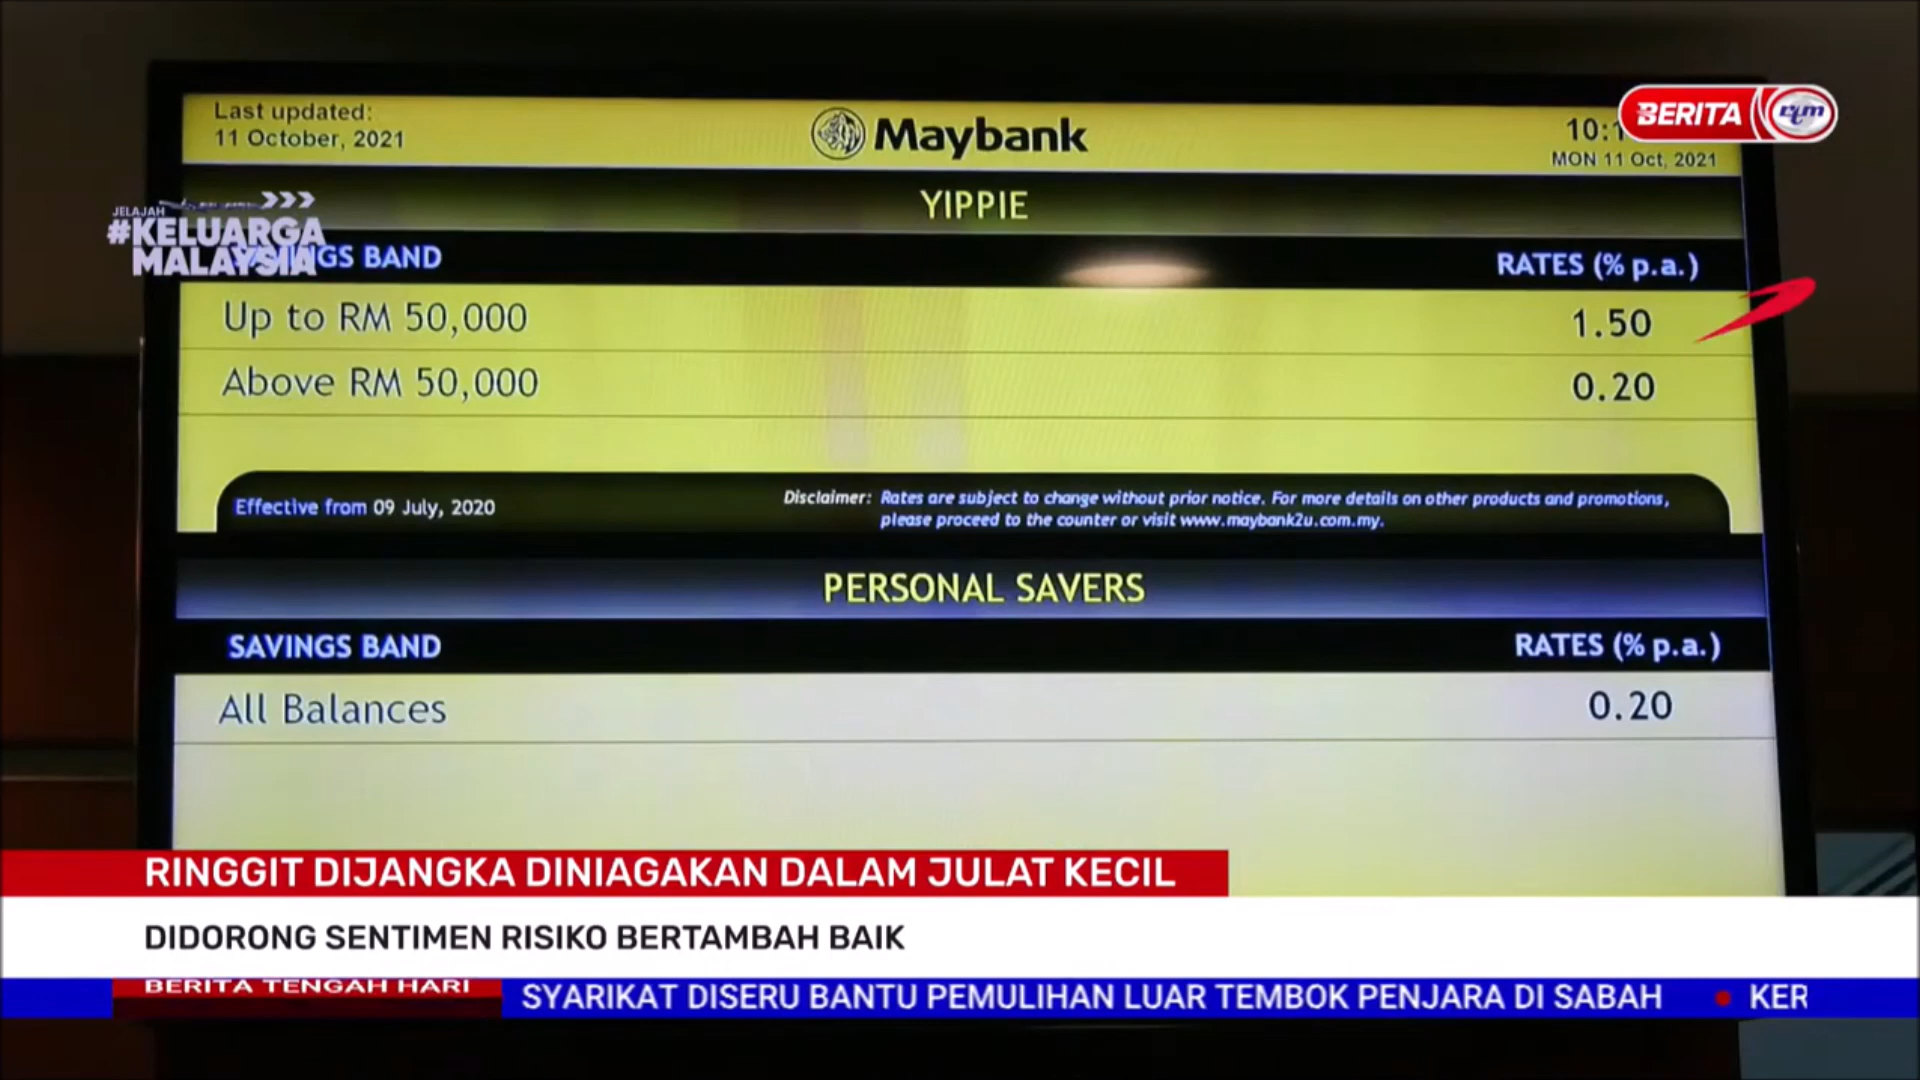 Last updated:
11 October, 2021
Maybank
MON 11 Oct, 2021
BERITA rtm
YIPPIE
JELAJAH
#KELUARGA
MALAYSIA
BAND
RATES (% p.a.)
Up to RM 50,000
1.50
Above RM 50,000
0.20
Effective from 09 July, 2020
Disclaimer: Rates are subject to change without prior notice. For more details on other products and promotions,
please proceed to the counter or visit www.maybank2u.com.my.
PERSONAL SAVERS
SAVINGS BAND
RATES (% p.a.)
All Balances
0.20
RINGGIT DIJANGKA DINIAGAKAN DALAM JULAT KECIL
DIDORONG SENTIMEN RISIKO BERTAMBAH BAIK
BERITA TENGAH HARI
SYARIKAT DISERU BANTU PEMULIHAN LUAR TEMBOK PENJARA DI SABAH